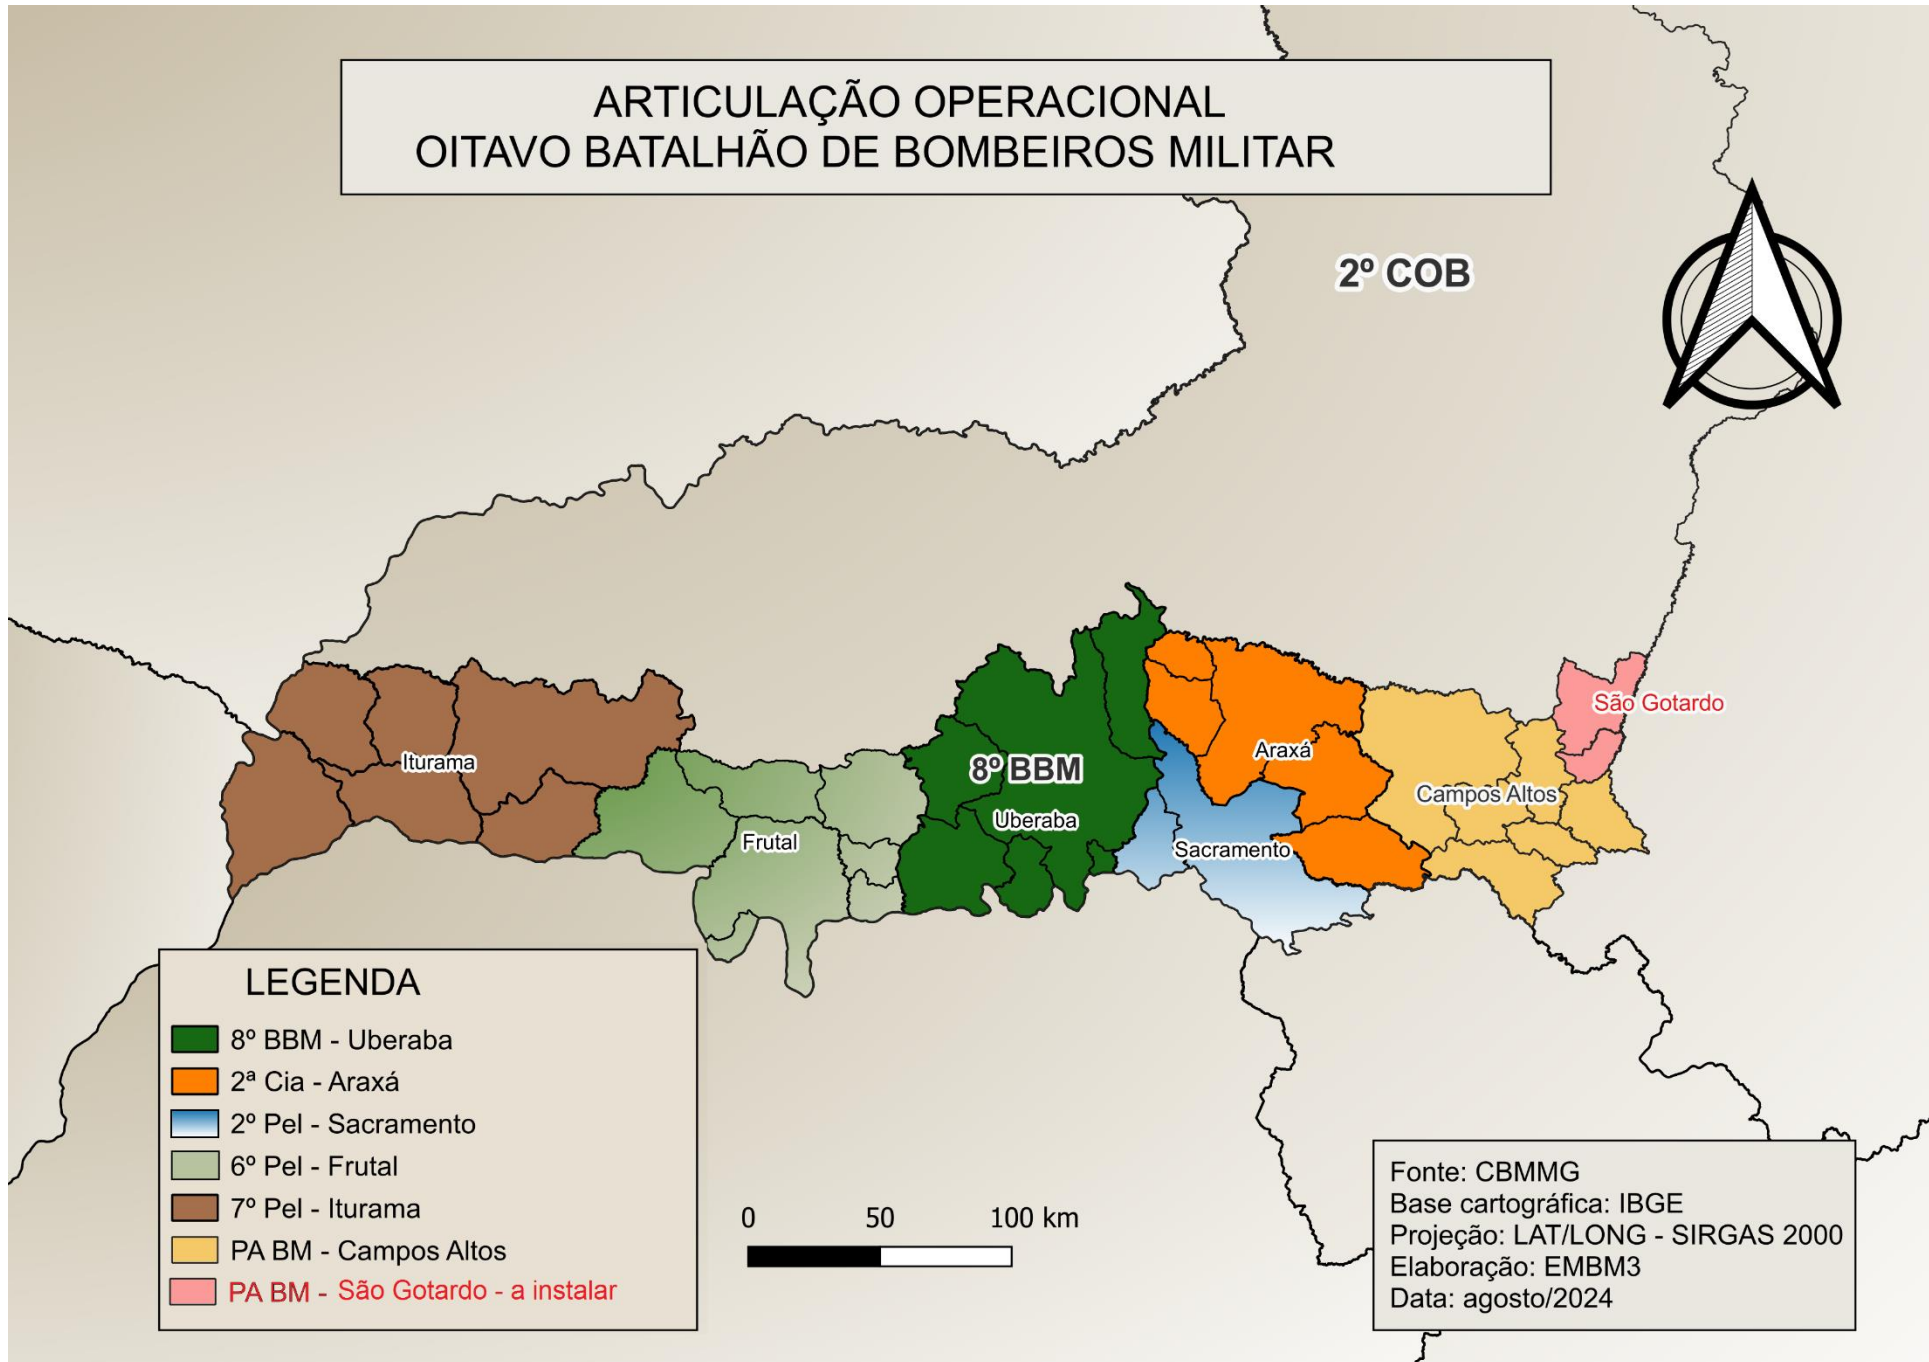 ARTICULAÇÃO OPERACIONAL
OITAVO BATALHÃO DE BOMBEIROS MILITAR
2º COB
São Gotardo
Iturama
Araxá
8º BBM
Campos Altos
Uberaba
Frutal
Sacramento
LEGENDA
8º BBM - Uberaba
2ª Cia - Araxá
2º Pel - Sacramento
6º Pel - Frutal
7º Pel - Iturama
PA BM - Campos Altos
PA BM - São Gotardo - a instalar
0 50 100 km
Fonte: CBMMG
Base cartográfica: IBGE
Projeção: LAT/LONG - SIRGAS 2000
Elaboração: EMBM3
Data: agosto/2024